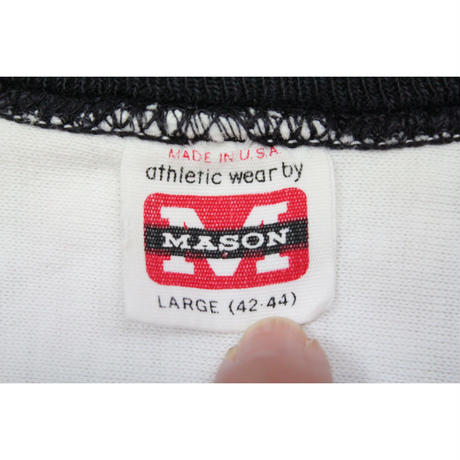 MADE IN U.S.A
athletic wear by
MASON
LARGE (42-44)